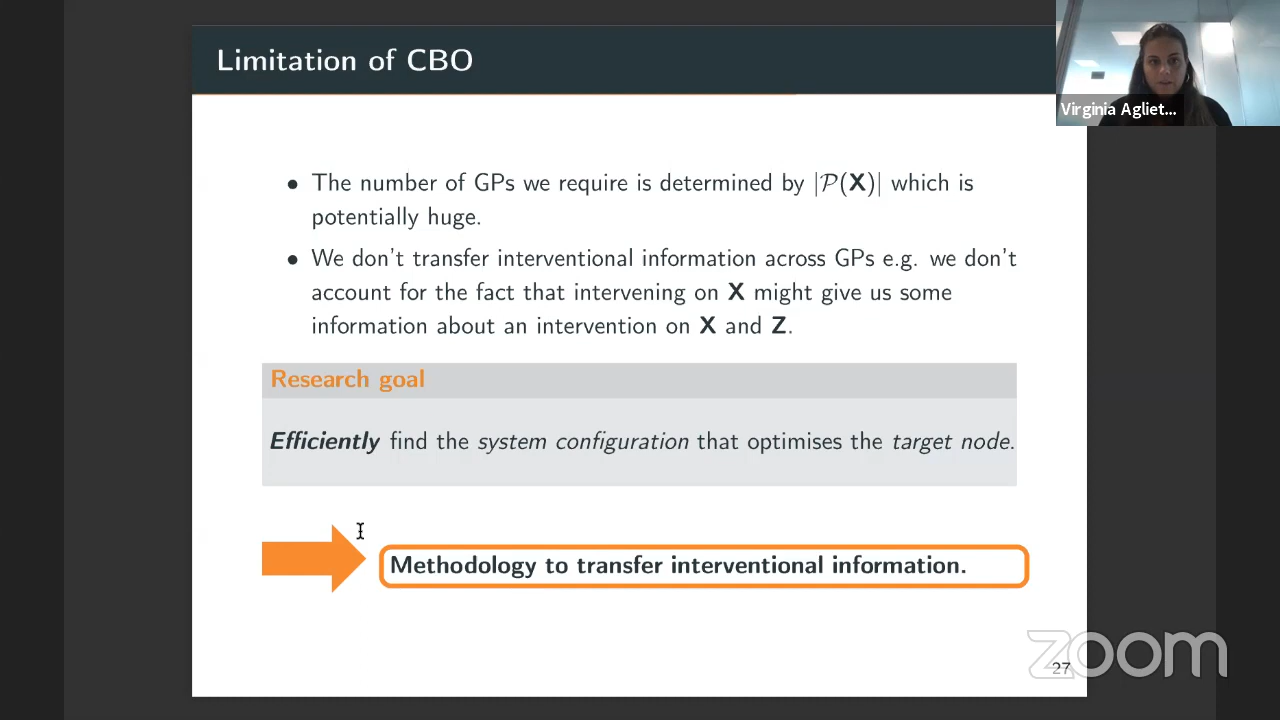 Limitation of CBO
Virginia Agliet...
• The number of GPs we require is determined by |𝒫(X)| which is
potentially huge.
• We don't transfer interventional information across GPs e.g. we don't
account for the fact that intervening on X might give us some
information about an intervention on X and Z.
Research goal
Efficiently find the system configuration that optimises the target node.
Methodology to transfer interventional information.
zoom
27